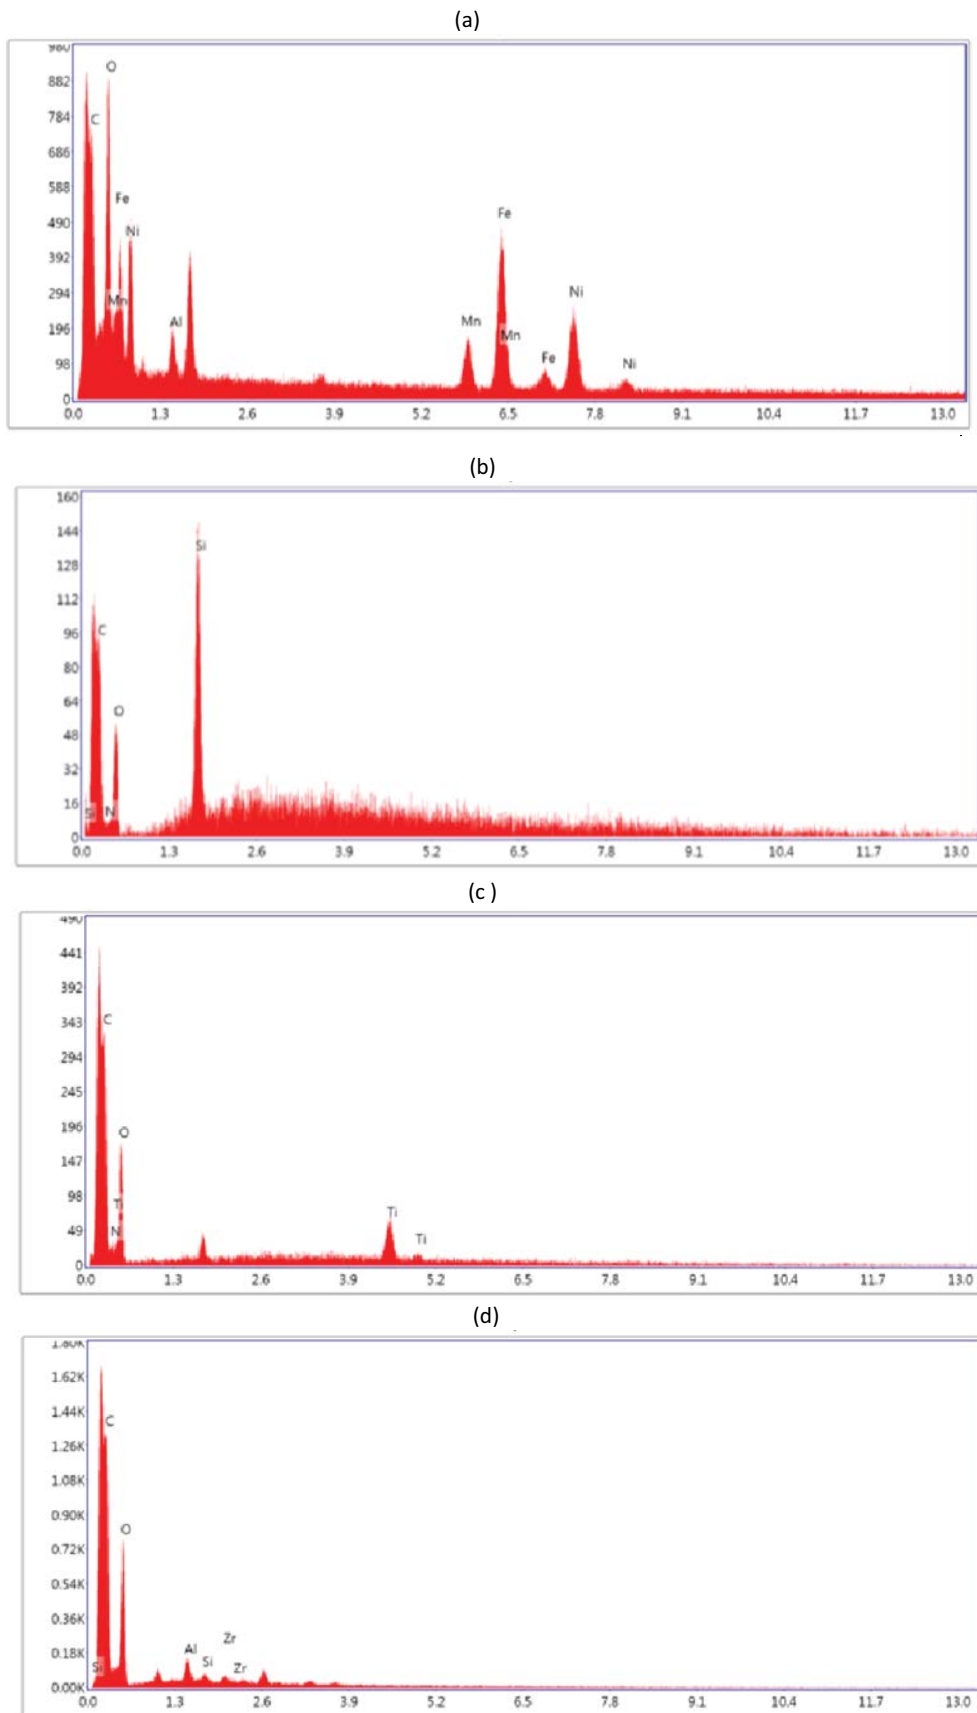 (a)
980
882
784
686
588
490
392
294
196
98
0
O
C
Fe
Ni
Mn
Al
Fe
Ni
Mn
Mn
Fe
Ni
0.0 1.3 2.6 3.9 5.2 6.5 7.8 9.1 10.4 11.7 13.0
(b)
160
144
128
112
96
80
64
48
32
16
0
Si
C
O
N
0.0 1.3 2.6 3.9 5.2 6.5 7.8 9.1 10.4 11.7 13.0
(c )
490
441
392
343
294
245
196
147
98
49
0
C
O
Ti
N
Ti
Ti
0.0 1.3 2.6 3.9 5.2 6.5 7.8 9.1 10.4 11.7 13.0
(d)
1.80K
1.62K
1.44K
1.26K
1.08K
0.90K
0.72K
0.54K
0.36K
0.18K
0.00K
C
O
Zr
Al
Si
Zr
Si
0.0 1.3 2.6 3.9 5.2 6.5 7.8 9.1 10.4 11.7 13.0